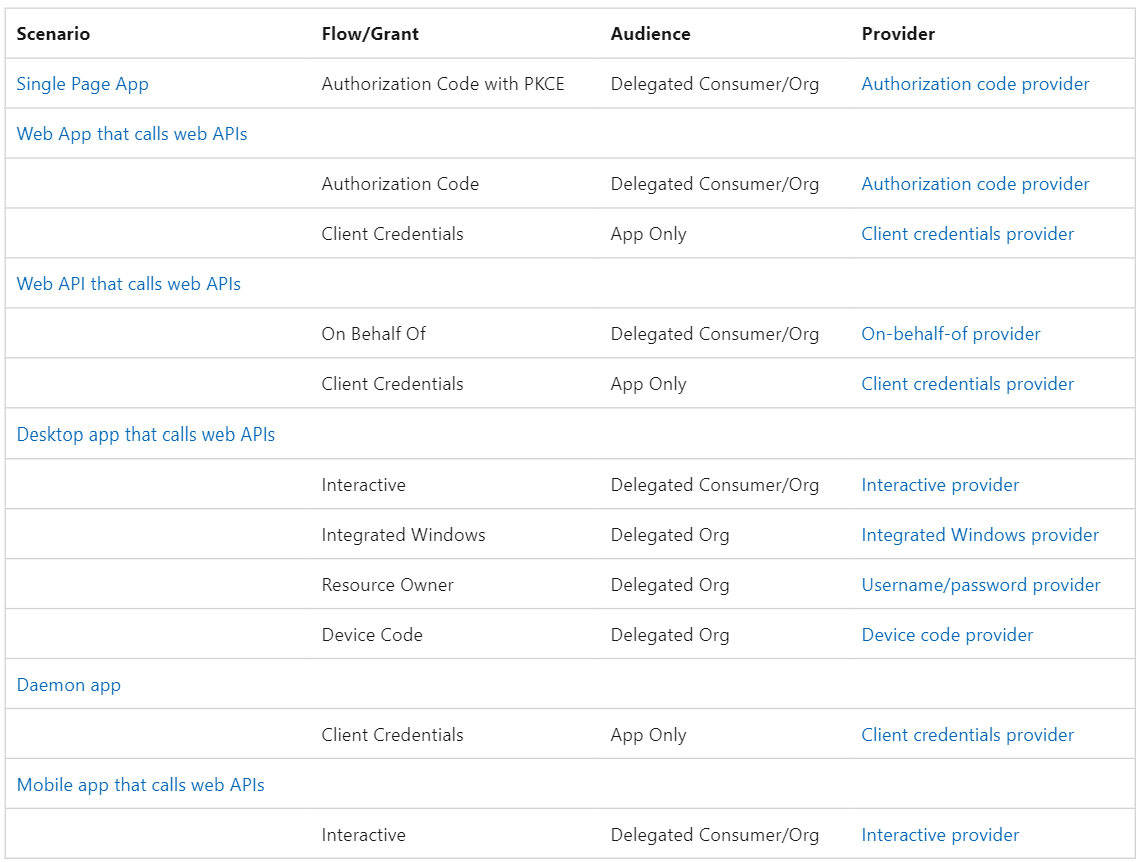 Scenario Flow/Grant Audience Provider
Single Page App Authorization Code with PKCE Delegated Consumer/Org Authorization code provider
Web App that calls web APIs
Authorization Code Delegated Consumer/Org Authorization code provider
Client Credentials App Only Client credentials provider
Web API that calls web APIs
On Behalf Of Delegated Consumer/Org On-behalf-of provider
Client Credentials App Only Client credentials provider
Desktop app that calls web APIs
Interactive Delegated Consumer/Org Interactive provider
Integrated Windows Delegated Org Integrated Windows provider
Resource Owner Delegated Org Username/password provider
Device Code Delegated Org Device code provider
Daemon app
Client Credentials App Only Client credentials provider
Mobile app that calls web APIs
Interactive Delegated Consumer/Org Interactive provider